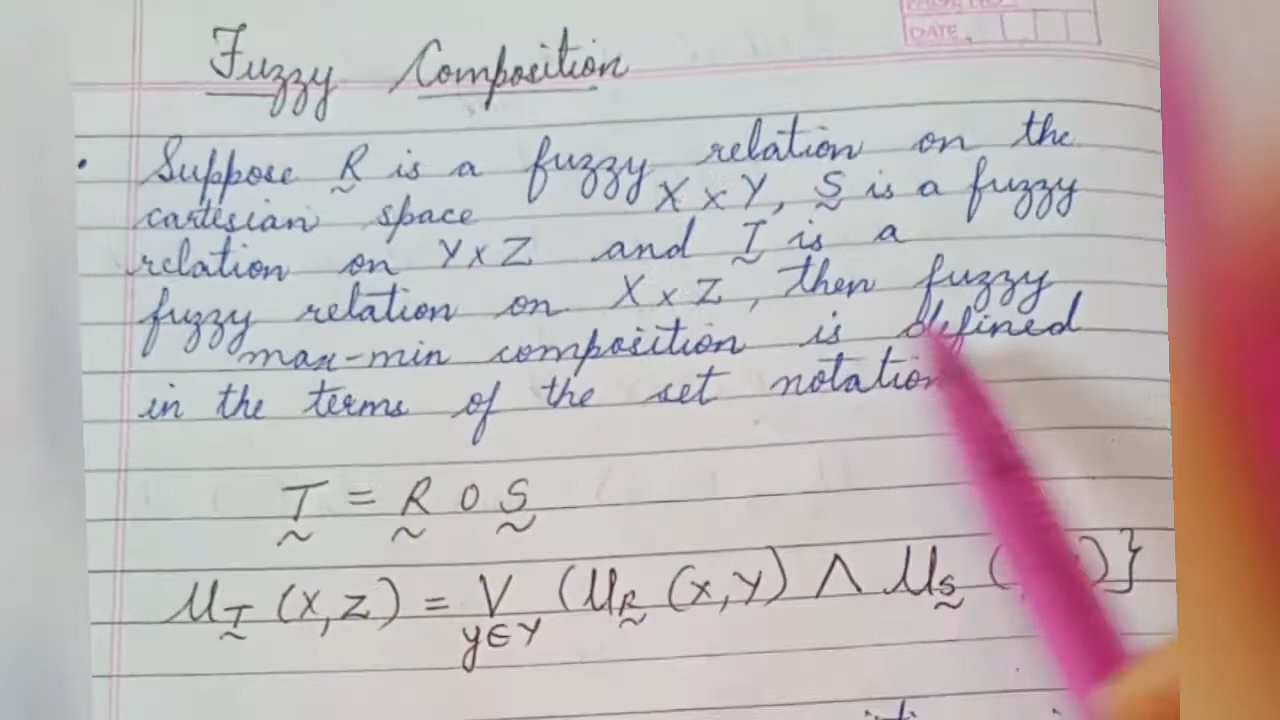 DATE
Fuzzy Composition
• Suppose R is a fuzzy relation on the
cartesian space X x Y, S is a fuzzy
relation on Y x Z and T is a
fuzzy relation on X x Z, then fuzzy
max-min composition is defined
in the terms of the set notation
T = R o S
μT (x,z) = V (μR (x,y) ∧ μS ( )}
y∈Y